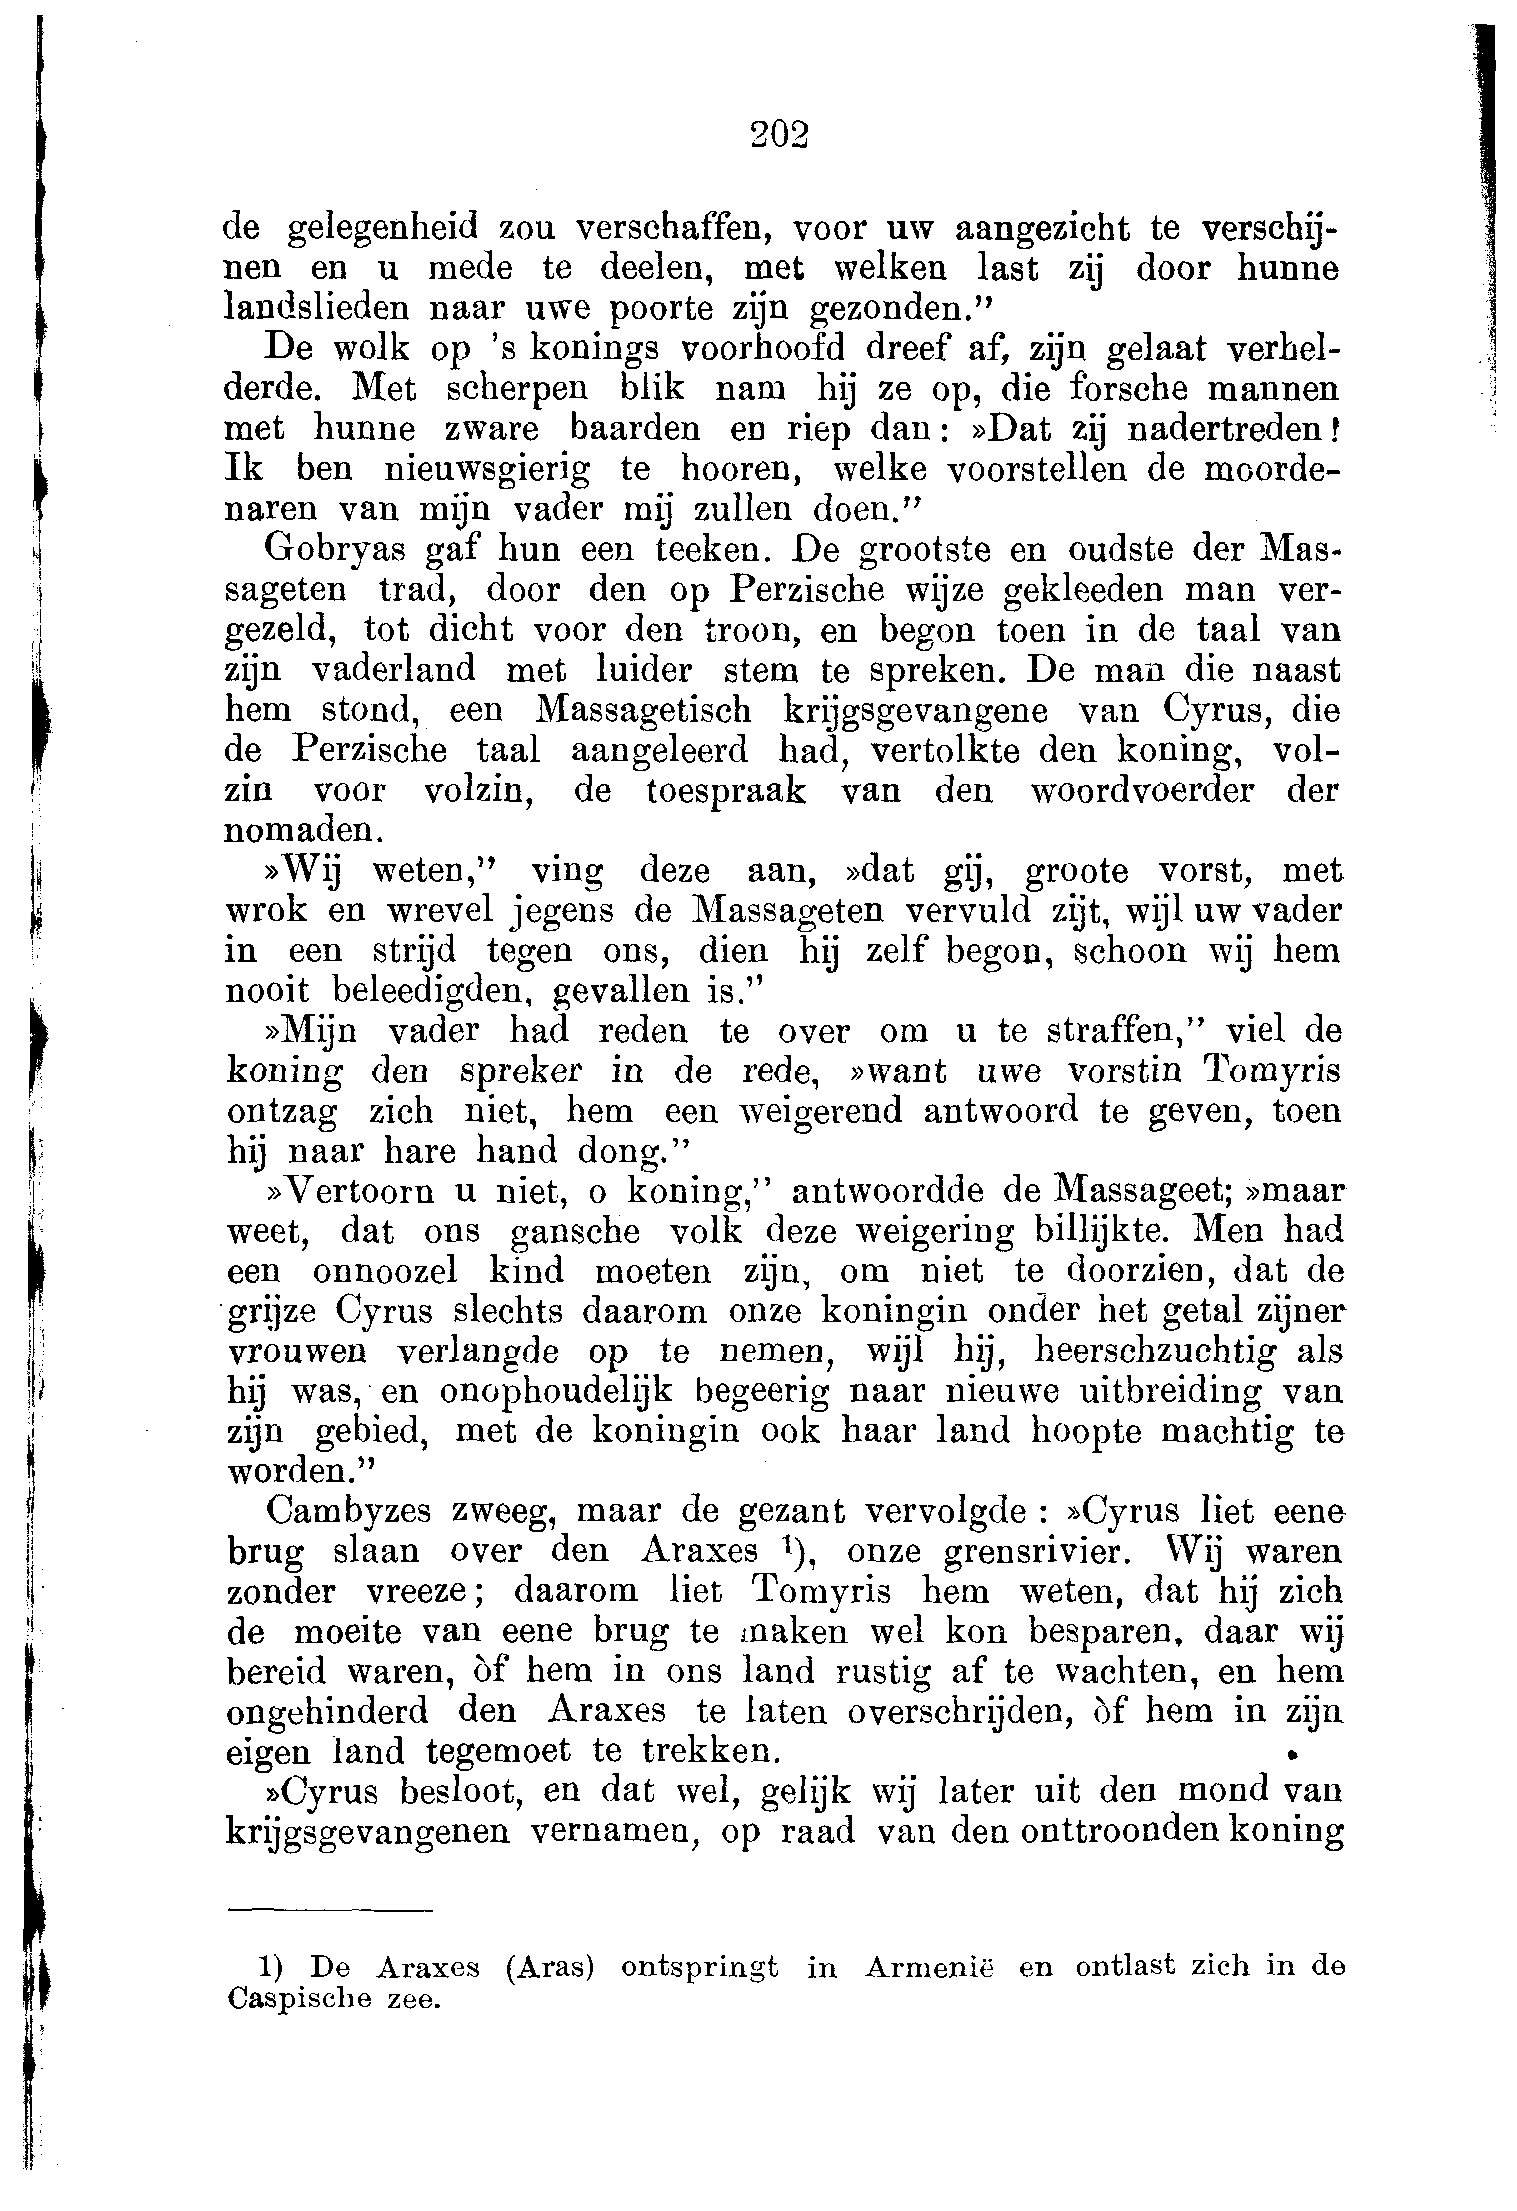 202
de gelegenheid zou verschaffen, voor uw aangezicht te verschij-
nen en u mede te deelen, met welken last zij door hunne
landslieden naar uwe poorte zijn gezonden.”
De wolk op 's konings voorhoofd dreef af, zijn gelaat verhel-
derde. Met scherpen blik nam hij ze op, die forsche mannen
met hunne zware baarden en riep dan: »Dat zij nadertreden!
Ik ben nieuwsgierig te hooren, welke voorstellen de moorde-
naren van mijn vader mij zullen doen.”
Gobryas gaf hun een teeken. De grootste en oudste der Mas-
sageten trad, door den op Perzische wijze gekleeden man ver-
gezeld, tot dicht voor den troon, en begon toen in de taal van
zijn vaderland met luider stem te spreken. De man die naast
hem stond, een Massagetisch krijgsgevangene van Cyrus, die
de Perzische taal aangeleerd had, vertolkte den koning, vol-
zin voor volzin, de toespraak van den woordvoerder der
nomaden.
»Wij weten,” ving deze aan, »dat gij, groote vorst, met
wrok en wrevel jegens de Massageten vervuld zijt, wijl uw vader
in een strijd tegen ons, dien hij zelf begon, schoon wij hem
nooit beleedigden, gevallen is.”
»Mijn vader had reden te over om u te straffen,” viel de
koning den spreker in de rede, »want uwe vorstin Tomyris
ontzag zich niet, hem een weigerend antwoord te geven, toen
hij naar hare hand dong.”
»Vertoorn u niet, o koning,” antwoordde de Massageet; »maar
weet, dat ons gansche volk deze weigering billijkte. Men had
een onnoozel kind moeten zijn, om niet te doorzien, dat de
grijze Cyrus slechts daarom onze koningin onder het getal zijner
vrouwen verlangde op te nemen, wijl hij, heerschzuchtig als
hij was, en onophoudelijk begeerig naar nieuwe uitbreiding van
zijn gebied, met de koningin ook haar land hoopte machtig te
worden.”
Cambyzes zweeg, maar de gezant vervolgde : »Cyrus liet eene
brug slaan over den Araxes ¹), onze grensrivier. Wij waren
zonder vreeze; daarom liet Tomyris hem weten, dat hij zich
de moeite van eene brug te maken wel kon besparen, daar wij
bereid waren, òf hem in ons land rustig af te wachten, en hem
ongehinderd den Araxes te laten overschrijden, òf hem in zijn
eigen land tegemoet te trekken.
»Cyrus besloot, en dat wel, gelijk wij later uit den mond van
krijgsgevangenen vernamen, op raad van den onttroonden koning
1) De Araxes (Aras) ontspringt in Armenië en ontlast zich in de
Caspische zee.